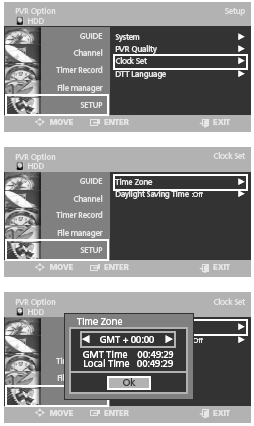 PVR Option Setup
HDD
GUIDE System
PVR Quality
Channel Clock Set
Timer Record DTT Language
File manager
SETUP
MOVE ENTER EXIT
PVR Option Clock Set
HDD
GUIDE Time Zone
Channel Daylight Saving Time :Off
Timer Record
File manager
SETUP
MOVE ENTER EXIT
PVR Option Clock Set
HDD
Time Zone
GMT + 00:00
Off
GMT Time 00:49:29
Local Time 00:49:29
Ok
MOVE ENTER EXIT